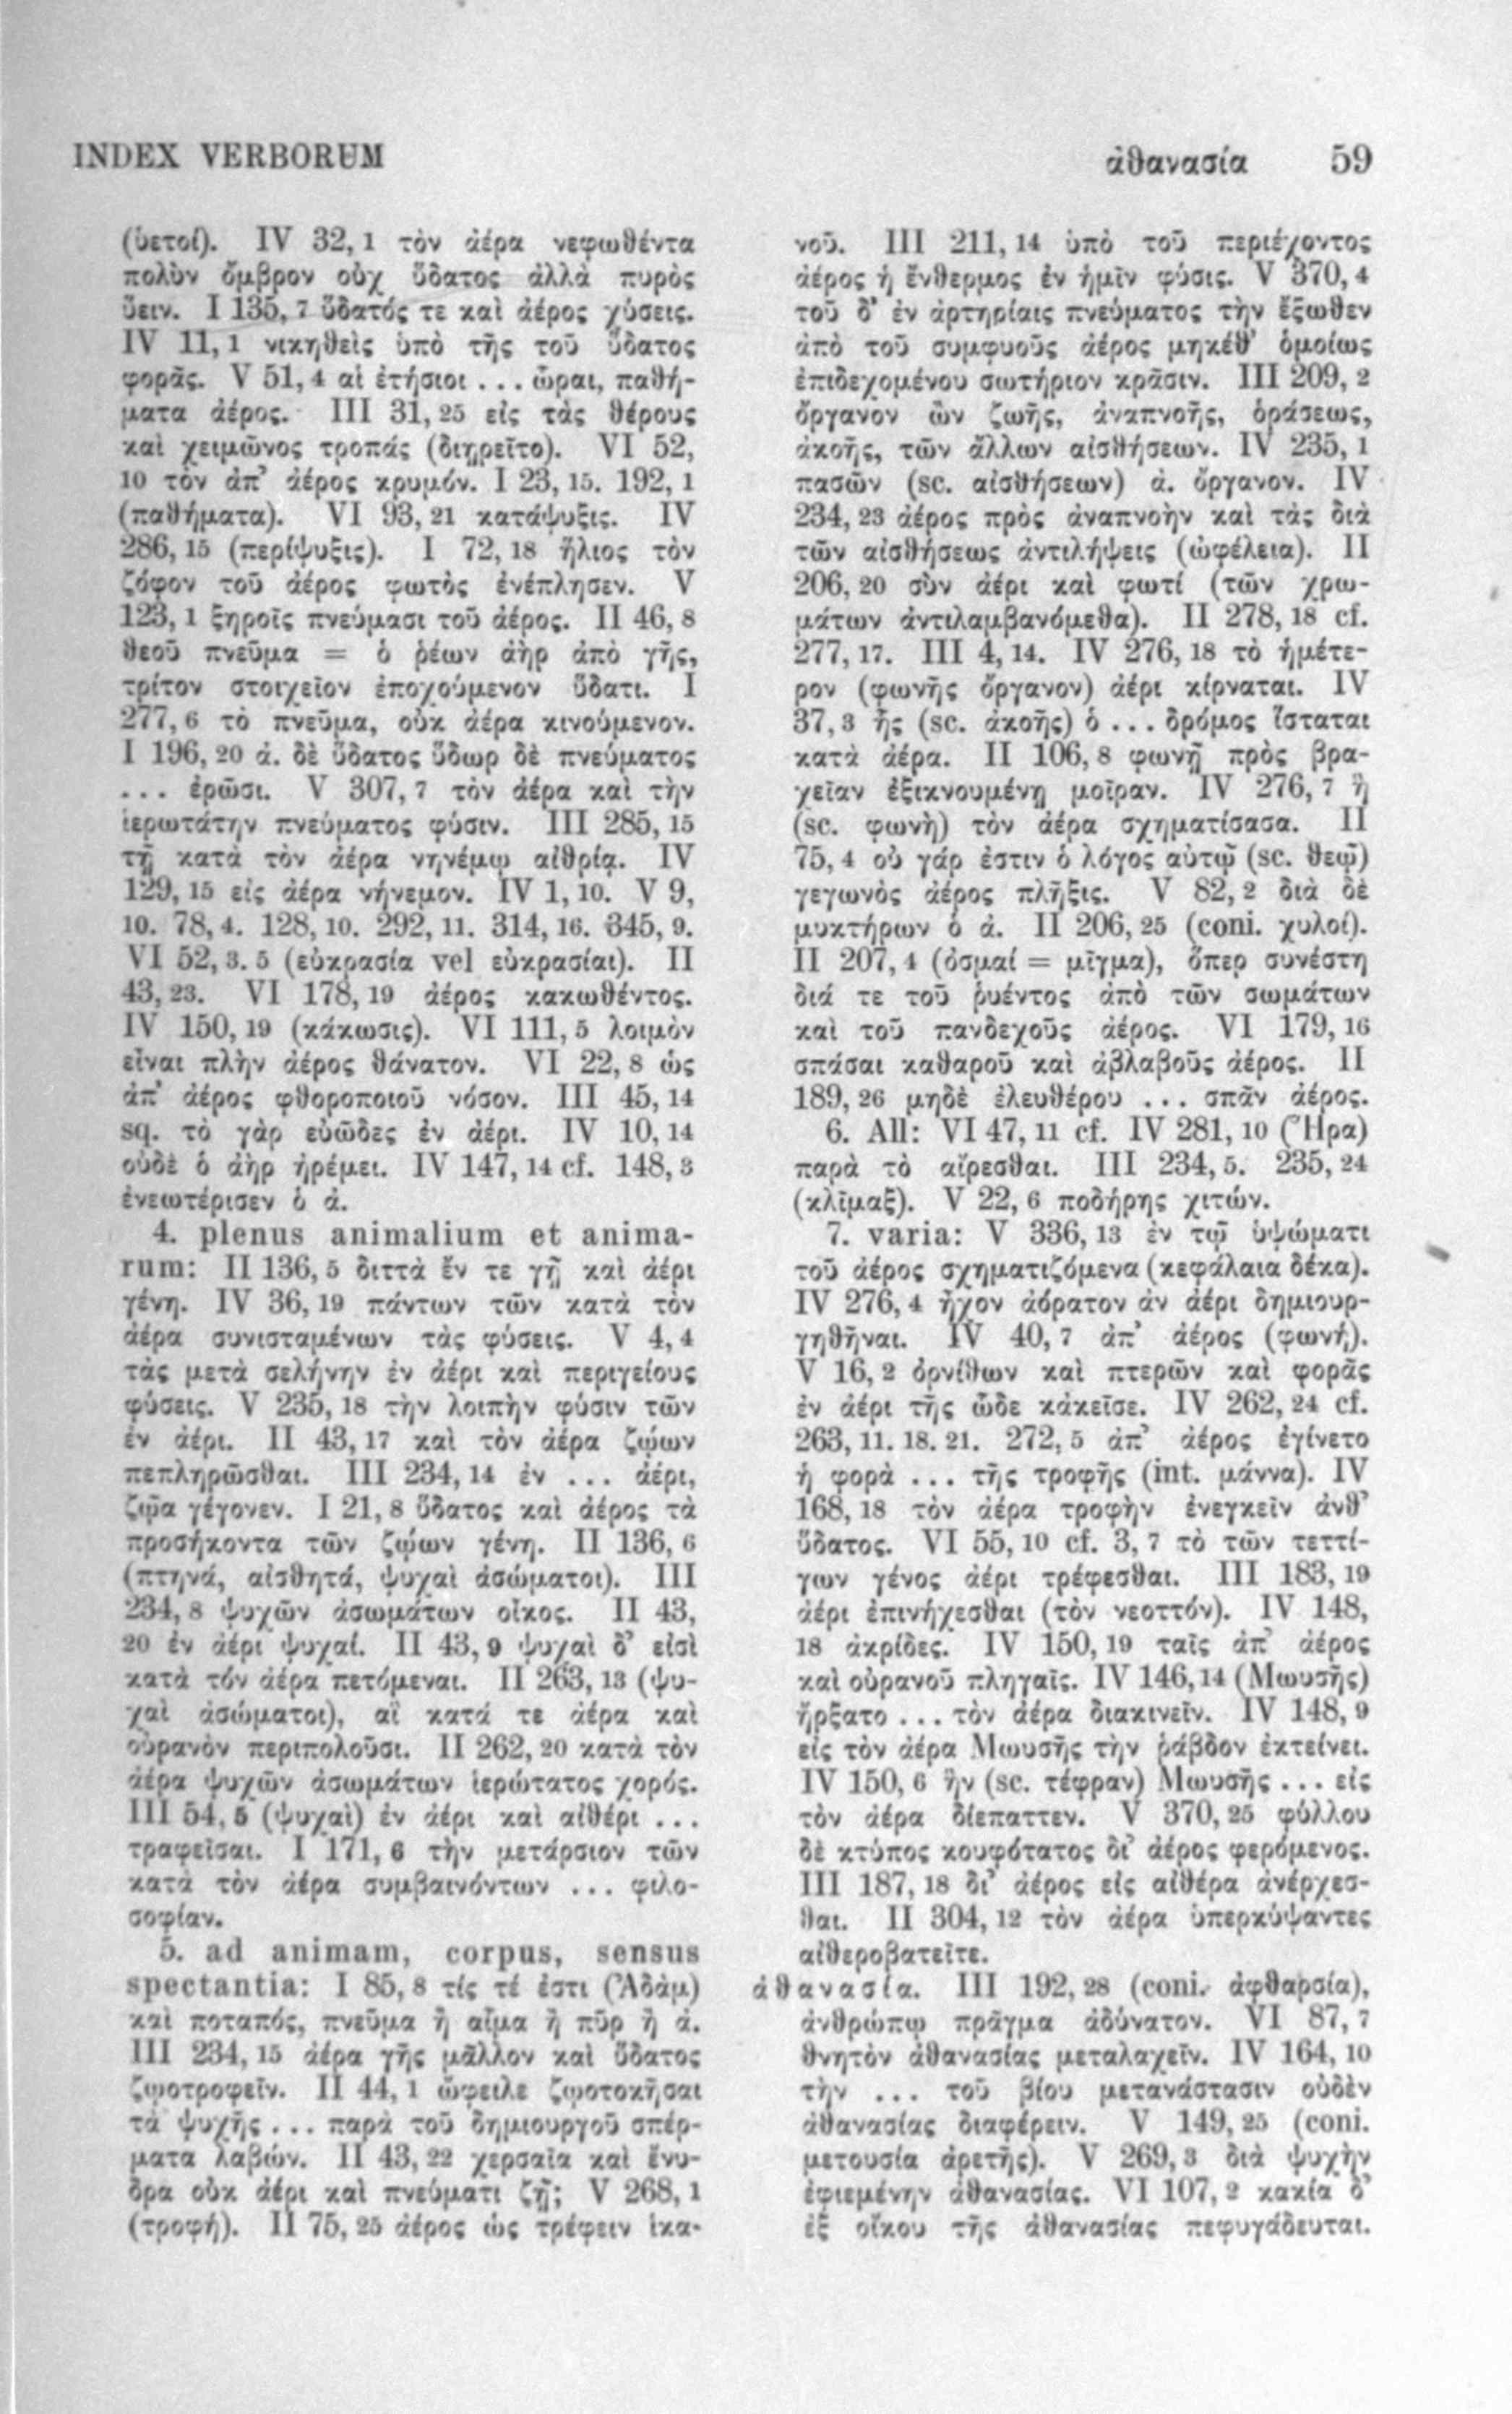 INDEX VERBORUM
ἀθανασία 59
(ὑετοί). IV 32, 1 τὸν ἀέρα νεφωθέντα
πολὺν ὄμβρον οὐχ ὕδατος ἀλλὰ πυρὸς
ὕειν. I 135, 7 ὕδατός τε καὶ ἀέρος χύσεις.
IV 11, 1 νικηθεὶς ὑπὸ τῆς τοῦ ὕδατος
φορᾶς. V 51, 4 αἱ ἐτήσιοι ... ὧραι, παθή-
ματα ἀέρος. III 31, 25 εἰς τὰς θέρους
καὶ χειμῶνος τροπάς (διῃρεῖτο). VI 52,
10 τὸν ἀπ’ ἀέρος κρυμόν. I 23, 15. 192, 1
(παθήματα). VI 93, 21 κατάψυξις. IV
286, 15 (περίψυξις). I 72, 18 ἥλιος τὸν
ζόφον τοῦ ἀέρος φωτὸς ἐνέπλησεν. V
123, 1 ξηροῖς πνεύμασι τοῦ ἀέρος. II 46, 8
θεοῦ πνεῦμα = ὁ ῥέων ἀὴρ ἀπὸ γῆς,
τρίτον στοιχεῖον ἐποχούμενον ὕδατι. I
277, 6 τὸ πνεῦμα, οὐκ ἀέρα κινούμενον.
I 196, 20 ἀ. δὲ ὕδατος ὕδωρ δὲ πνεύματος
... ἐρῶσι. V 307, 7 τὸν ἀέρα καὶ τὴν
ἱερωτάτην πνεύματος φύσιν. III 285, 15
τῇ κατὰ τὸν ἀέρα νηνέμῳ αἰθρίᾳ. IV
129, 15 εἰς ἀέρα νήνεμον. IV 1, 10. V 9,
10. 78, 4. 128, 10. 292, 11. 314, 16. 345, 9.
VI 52, 3. 5 (εὐκρασία vel εὐκρασίαι). II
43, 23. VI 178, 19 ἀέρος κακωθέντος.
IV 150, 19 (κάκωσις). VI 111, 5 λοιμὸν
εἶναι πλὴν ἀέρος θάνατον. VI 22, 8 ὡς
ἀπ’ ἀέρος φθοροποιοῦ νόσον. III 45, 14
sq. τὸ γὰρ εὐῶδες ἐν ἀέρι. IV 10, 14
οὐδὲ ὁ ἀὴρ ἠρέμει. IV 147, 14 cf. 148, 3
ἐνεωτέρισεν ὁ ἀ.
4. plenus animalium et anima-
rum: II 136, 5 διττὰ ἔν τε γῇ καὶ ἀέρι
γένη. IV 36, 19 πάντων τῶν κατὰ τὸν
ἀέρα συνισταμένων τὰς φύσεις. V 4, 4
τὰς μετὰ σελήνην ἐν ἀέρι καὶ περιγείους
φύσεις. V 235, 18 τὴν λοιπὴν φύσιν τῶν
ἐν ἀέρι. II 43, 17 καὶ τὸν ἀέρα ζῴων
πεπληρῶσθαι. III 234, 14 ἐν ... ἀέρι,
ζῷα γέγονεν. I 21, 8 ὕδατος καὶ ἀέρος τὰ
προσήκοντα τῶν ζῴων γένη. II 136, 6
(πτηνά, αἰσθητά, ψυχαὶ ἀσώματοι). III
234, 8 ψυχῶν ἀσωμάτων οἶκος. II 43,
20 ἐν ἀέρι ψυχαί. II 43, 9 ψυχαὶ δ’ εἰσὶ
κατὰ τόν ἀέρα πετόμεναι. II 263, 13 (ψυ-
χαὶ ἀσώματοι), αἳ κατά τε ἀέρα καὶ
οὐρανὸν περιπολοῦσι. II 262, 20 κατὰ τὸν
ἀέρα ψυχῶν ἀσωμάτων ἱερώτατος χορός.
III 54, 5 (ψυχαὶ) ἐν ἀέρι καὶ αἰθέρι ...
τραφεῖσαι. I 171, 6 τὴν μετάρσιον τῶν
κατὰ τὸν ἀέρα συμβαινόντων ... φιλο-
σοφίαν.
5. ad animam, corpus, sensus
spectantia: I 85, 8 τίς τέ ἐστι (Ἀδὰμ)
καὶ ποταπός, πνεῦμα ἢ αἷμα ἢ πῦρ ἢ ἀ.
III 234, 15 ἀέρα γῆς μᾶλλον καὶ ὕδατος
ζῳοτροφεῖν. II 44, 1 ὤφειλε ζῳοτοκῆσαι
τὰ ψυχῆς ... παρὰ τοῦ δημιουργοῦ σπέρ-
ματα λαβών. II 43, 22 χερσαῖα καὶ ἔνυ-
δρα οὐκ ἀέρι καὶ πνεύματι ζῇ; V 268, 1
(τροφή). II 75, 25 ἀέρος ὡς τρέφειν ἱκα-
νοῦ. III 211, 14 ὑπὸ τοῦ περιέχοντος
ἀέρος ἡ ἔνθερμος ἐν ἡμῖν φύσις. V 370, 4
τοῦ δ’ ἐν ἀρτηρίαις πνεύματος τὴν ἔξωθεν
ἀπὸ τοῦ συμφυοῦς ἀέρος μηκέθ’ ὁμοίως
ἐπιδεχομένου σωτήριον κρᾶσιν. III 209, 2
ὄργανον ὢν ζωῆς, ἀναπνοῆς, ὁράσεως,
ἀκοῆς, τῶν ἄλλων αἰσθήσεων. IV 235, 1
πασῶν (sc. αἰσθήσεων) ἀ. ὄργανον. IV
234, 23 ἀέρος πρὸς ἀναπνοὴν καὶ τὰς διὰ
τῶν αἰσθήσεως ἀντιλήψεις (ὠφέλεια). II
206, 20 σὺν ἀέρι καὶ φωτί (τῶν χρω-
μάτων ἀντιλαμβανόμεθα). II 278, 18 cf.
277, 17. III 4, 14. IV 276, 18 τὸ ἡμέτε-
ρον (φωνῆς ὄργανον) ἀέρι κίρναται. IV
37, 3 ἧς (sc. ἀκοῆς) ὁ ... δρόμος ἵσταται
κατὰ ἀέρα. II 106, 8 φωνῇ πρὸς βρα-
χεῖαν ἐξικνουμένῃ μοῖραν. IV 276, 7 ἣ
(sc. φωνὴ) τὸν ἀέρα σχηματίσασα. II
75, 4 οὐ γάρ ἐστιν ὁ λόγος αὐτῷ (sc. θεῷ)
γεγωνὸς ἀέρος πλῆξις. V 82, 2 διὰ δὲ
μυκτήρων ὁ ἀ. II 206, 25 (coni. χυλοί).
II 207, 4 (ὀσμαί = μῖγμα), ὅπερ συνέστη
διά τε τοῦ ῥυέντος ἀπὸ τῶν σωμάτων
καὶ τοῦ πανδεχοῦς ἀέρος. VI 179, 16
σπάσαι καθαροῦ καὶ ἀβλαβοῦς ἀέρος. II
189, 26 μηδὲ ἐλευθέρου ... σπᾶν ἀέρος.
6. All: VI 47, 11 cf. IV 281, 10 (Ἥρα)
παρὰ τὸ αἴρεσθαι. III 234, 5. 235, 24
(κλῖμαξ). V 22, 6 ποδήρης χιτών.
7. varia: V 336, 13 ἐν τῷ ὑψώματι
τοῦ ἀέρος σχηματιζόμενα (κεφάλαια δέκα).
IV 276, 4 ἦχον ἀόρατον ἀν ἀέρι δημιουρ-
γηθῆναι. IV 40, 7 ἀπ’ ἀέρος (φωνή).
V 16, 2 ὀρνίθων καὶ πτερῶν καὶ φορᾶς
ἐν ἀέρι τῆς ὧδε κἀκεῖσε. IV 262, 24 cf.
263, 11. 18. 21. 272, 5 ἀπ’ ἀέρος ἐγίνετο
ἡ φορὰ ... τῆς τροφῆς (int. μάννα). IV
168, 18 τὸν ἀέρα τροφὴν ἐνεγκεῖν ἀνθ’
ὕδατος. VI 55, 10 cf. 3, 7 τὸ τῶν τεττί-
γων γένος ἀέρι τρέφεσθαι. III 183, 19
ἀέρι ἐπινήχεσθαι (τὸν νεοττόν). IV 148,
18 ἀκρίδες. IV 150, 19 ταῖς ἀπ’ ἀέρος
καὶ οὐρανοῦ πληγαῖς. IV 146, 14 (Μωυσῆς)
ἤρξατο ... τὸν ἀέρα διακινεῖν. IV 148, 9
εἰς τὸν ἀέρα Μωυσῆς τὴν ῥάβδον ἐκτείνει.
IV 150, 6 ἣν (sc. τέφραν) Μωυσῆς ... εἰς
τὸν ἀέρα δίεπαττεν. V 370, 25 φύλλου
δὲ κτύπος κουφότατος δι’ ἀέρος φερόμενος.
III 187, 18 δι’ ἀέρος εἰς αἰθέρα ἀνέρχεσ-
θαι. II 304, 12 τὸν ἀέρα ὑπερκύψαντες
αἰθεροβατεῖτε.
ἀθανασία. III 192, 28 (coni. ἀφθαρσία),
ἀνθρώπῳ πρᾶγμα ἀδύνατον. VI 87, 7
θνητὸν ἀθανασίας μεταλαχεῖν. IV 164, 10
τὴν ... τοῦ βίου μετανάστασιν οὐδὲν
ἀθανασίας διαφέρειν. V 149, 25 (coni.
μετουσία ἀρετῆς). V 269, 3 διὰ ψυχὴν
ἐφιεμένην ἀθανασίας. VI 107, 2 κακία δ’
ἐξ οἴκου τῆς ἀθανασίας πεφυγάδευται.